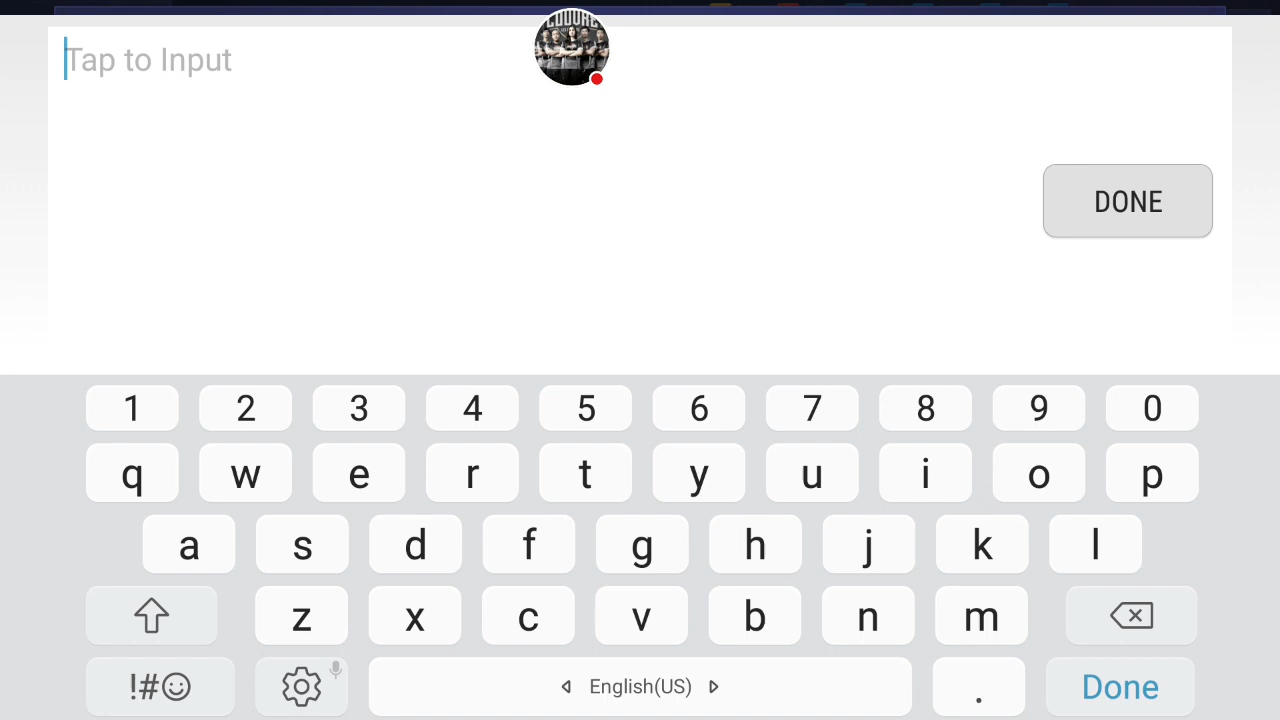 Tap to Input
DONE
1 2 3 4 5 6 7 8 9 0
q w e r t y u i o p
a s d f g h j k l
z x c v b n m
!# English(US) . Done